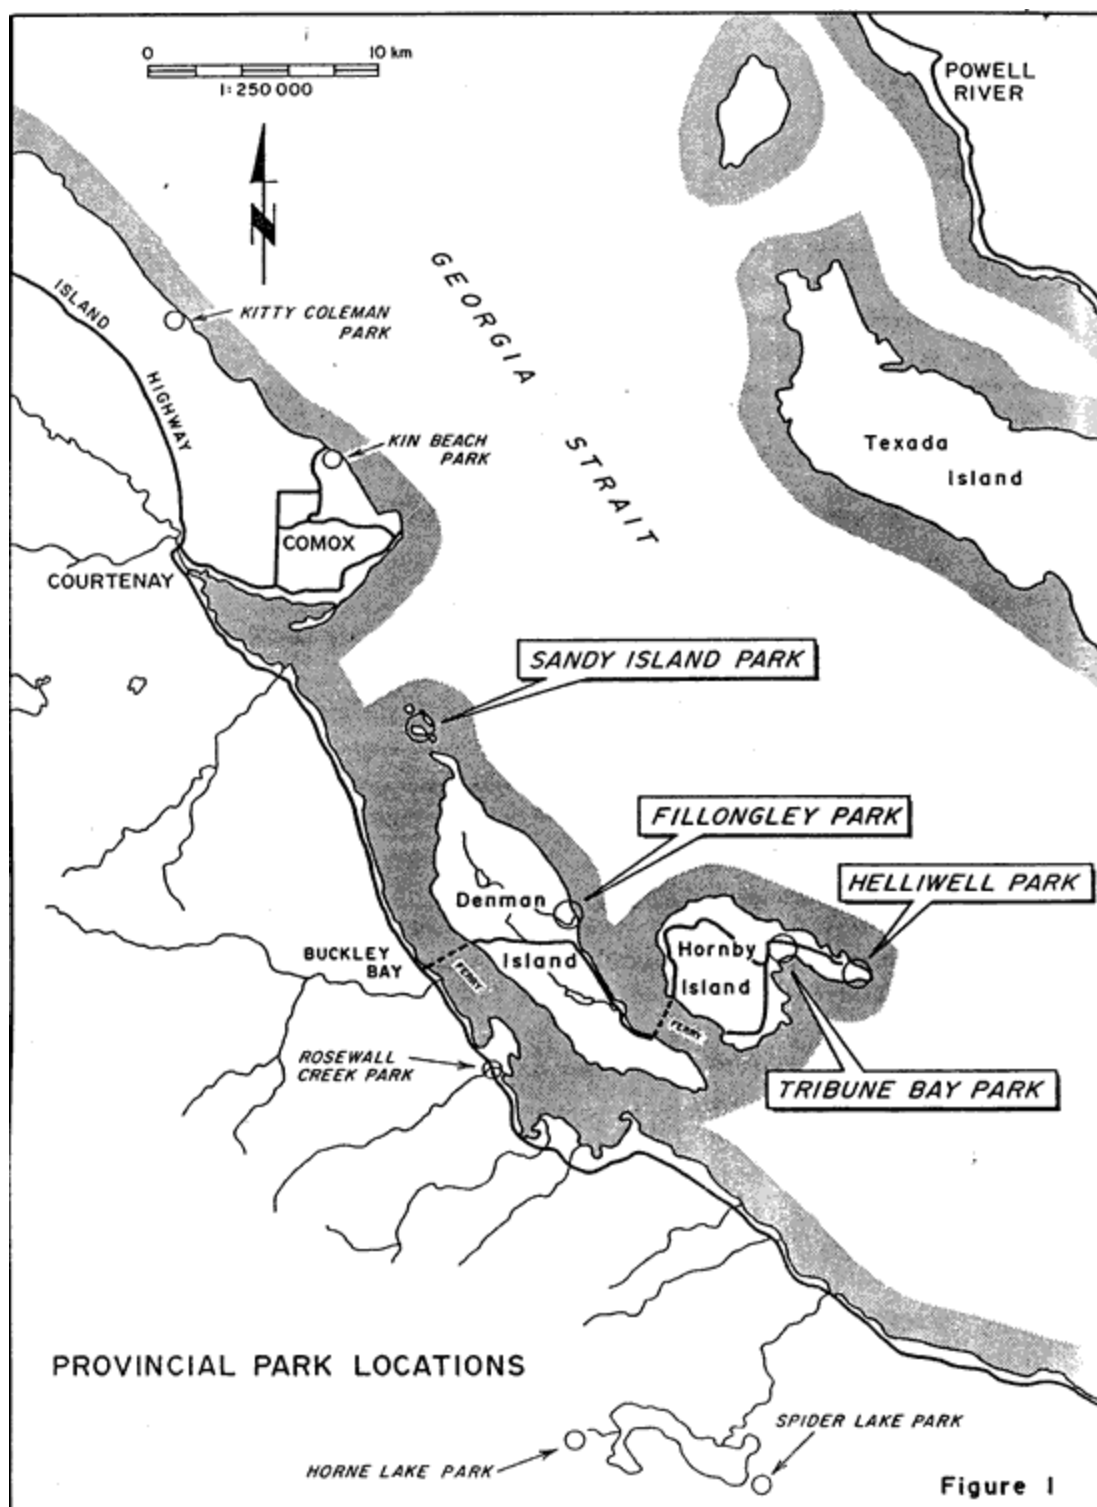 0 10 km
1:250 000
N
POWELL
RIVER
GEORGIA
STRAIT
ISLAND
HIGHWAY
KITTY COLEMAN
PARK
KIN BEACH
PARK
Texada
Island
COMOX
COURTENAY
SANDY ISLAND PARK
FILLONGLEY PARK
HELLIWELL PARK
Denman
Island
Hornby
Island
BUCKLEY
BAY
FERRY
FERRY
ROSEWALL
CREEK PARK
TRIBUNE BAY PARK
PROVINCIAL PARK LOCATIONS
SPIDER LAKE PARK
HORNE LAKE PARK
Figure 1